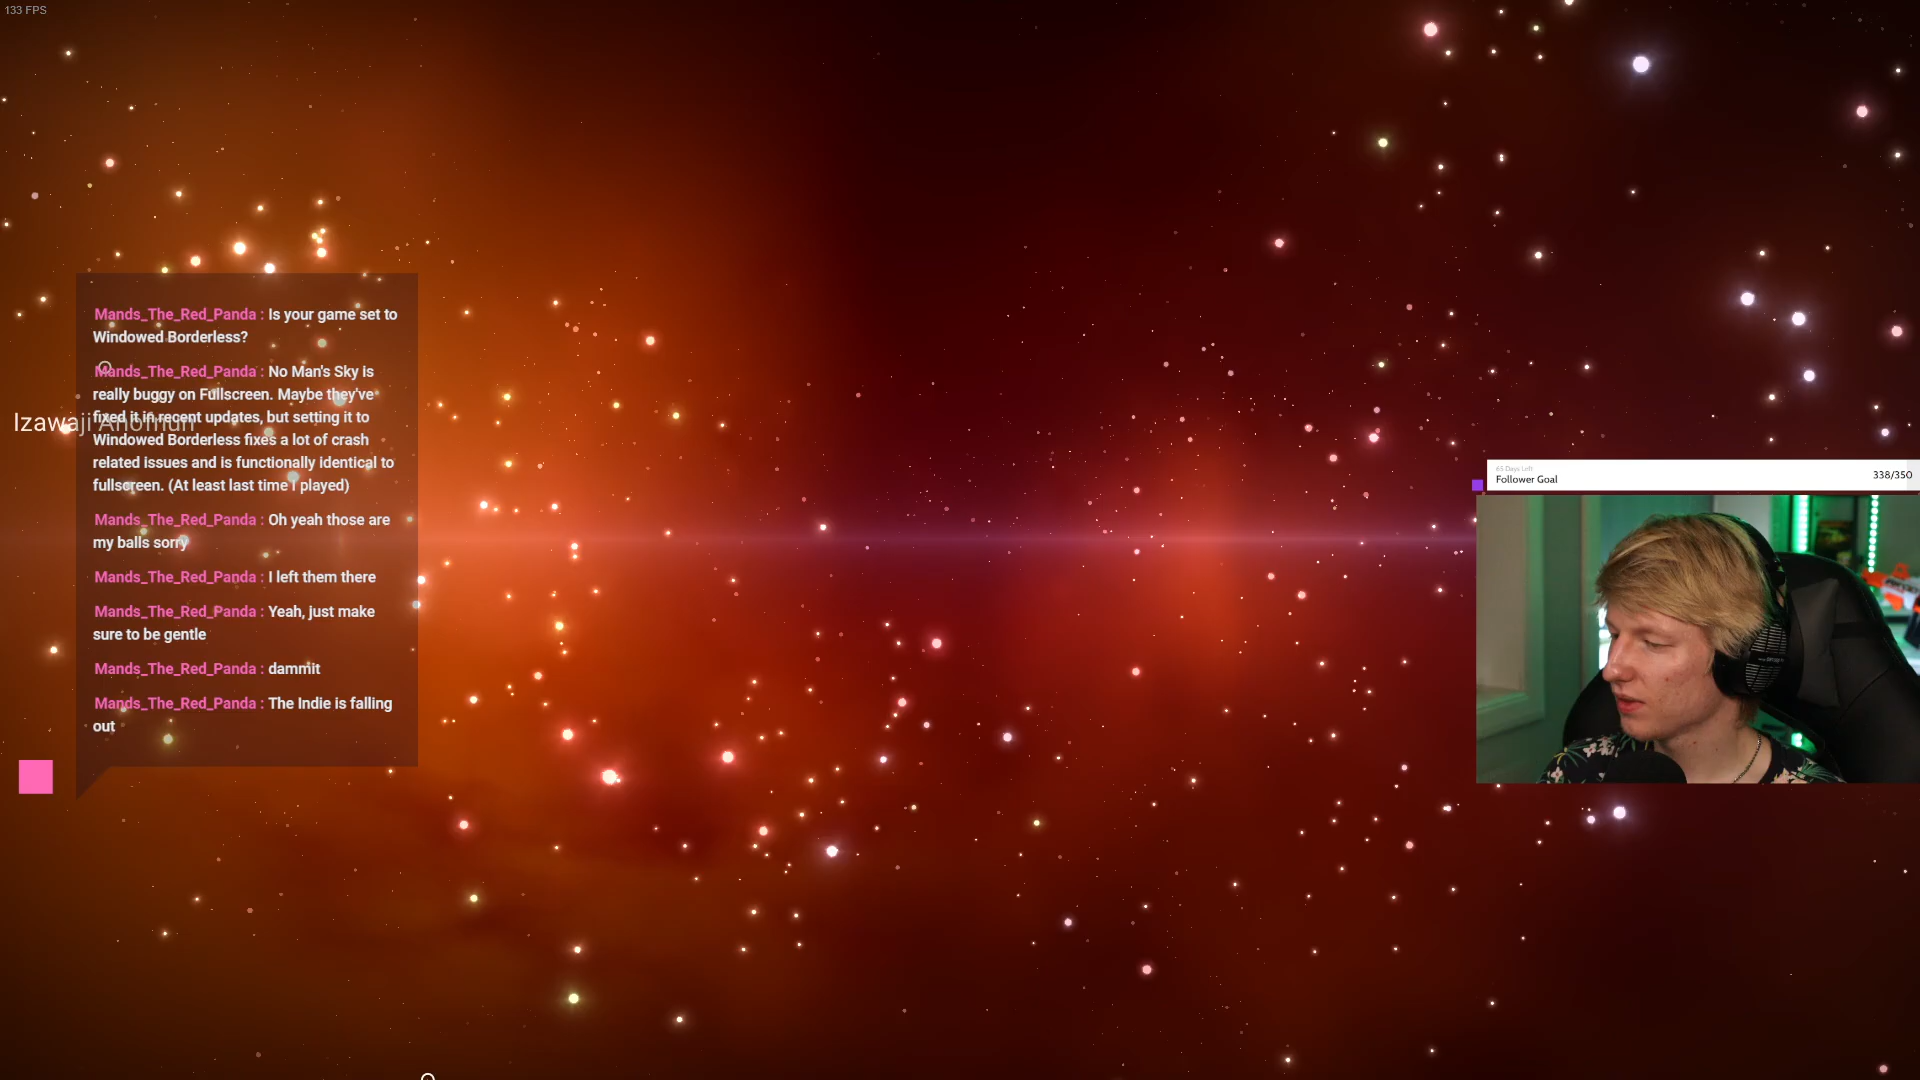 133 FPS
Mands_The_Red_Panda : Is your game set to
Windowed Borderless?
Mands_The_Red_Panda : No Man's Sky is
really buggy on Fullscreen. Maybe they've
fixed it in recent updates, but setting it to
Windowed Borderless fixes a lot of crash
related issues and is functionally identical to
fullscreen. (At least last time I played)
Mands_The_Red_Panda : Oh yeah those are
my balls sorry
Mands_The_Red_Panda : I left them there
Mands_The_Red_Panda : Yeah, just make
sure to be gentle
Mands_The_Red_Panda : dammit
Mands_The_Red_Panda : The Indie is falling
out
Izawaji
65 Days Left
Follower Goal
338/350